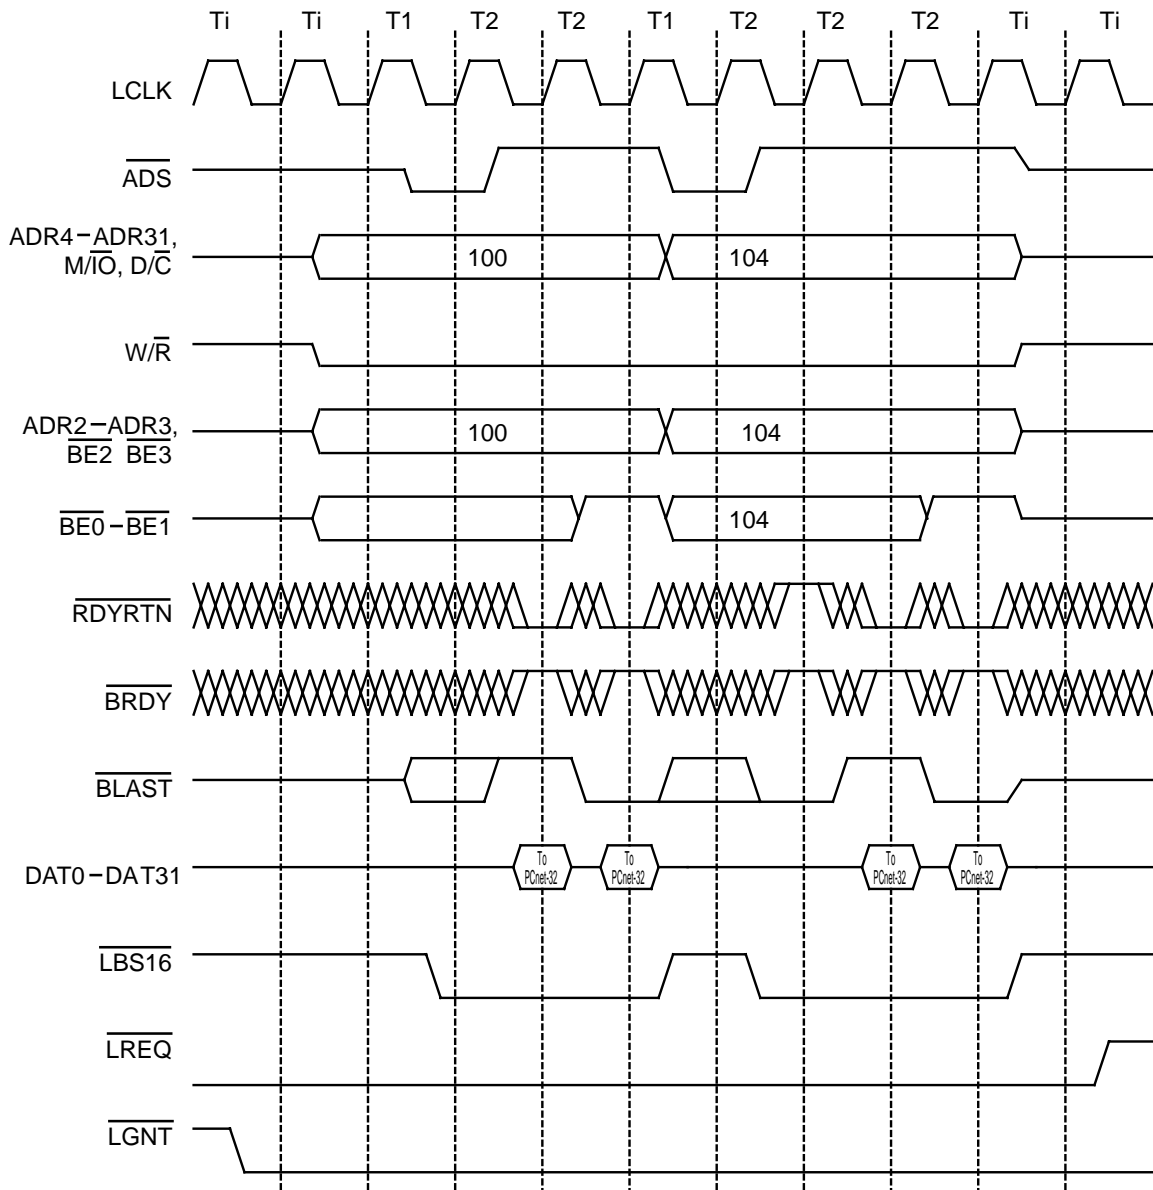 Ti Ti T1 T2 T2 T1 T2 T2 T2 Ti Ti
LCLK
ADS
ADR4–ADR31,
M/IO, D/C
100 104
W/R
ADR2–ADR3,
BE2 BE3
100 104
BE0–BE1
104
RDYRTN
BRDY
BLAST
DAT0–DAT31
To
PCnet-32
To
PCnet-32
To
PCnet-32
To
PCnet-32
LBS16
LREQ
LGNT